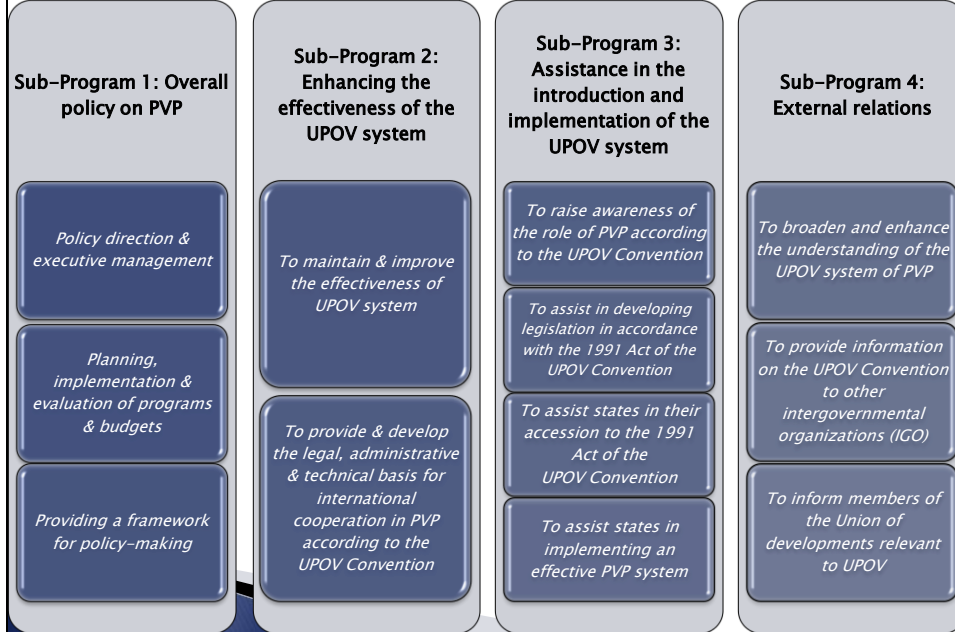 Sub-Program 1: Overall
policy on PVP
Policy direction &
executive management
Planning,
implementation &
evaluation of programs
& budgets
Providing a framework
for policy-making
Sub-Program 2:
Enhancing the
effectiveness of the
UPOV system
To maintain & improve
the effectiveness of
UPOV system
To provide & develop
the legal, administrative
& technical basis for
international
cooperation in PVP
according to the
UPOV Convention
Sub-Program 3:
Assistance in the
introduction and
implementation of the
UPOV system
To raise awareness of
the role of PVP according
to the UPOV Convention
To assist in developing
legislation in accordance
with the 1991 Act of the
UPOV Convention
To assist states in their
accession to the 1991
Act of the
UPOV Convention
To assist states in
implementing an
effective PVP system
Sub-Program 4:
External relations
To broaden and enhance
the understanding of the
UPOV system of PVP
To provide information
on the UPOV Convention
to other
intergovernmental
organizations (IGO)
To inform members of
the Union of
developments relevant
to UPOV